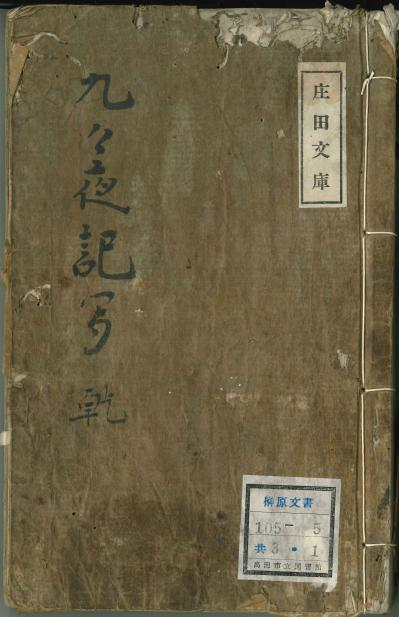 庄田文庫
九々夜記写 乾
榊原文書
105- 5
共3・1
高田市立図書館